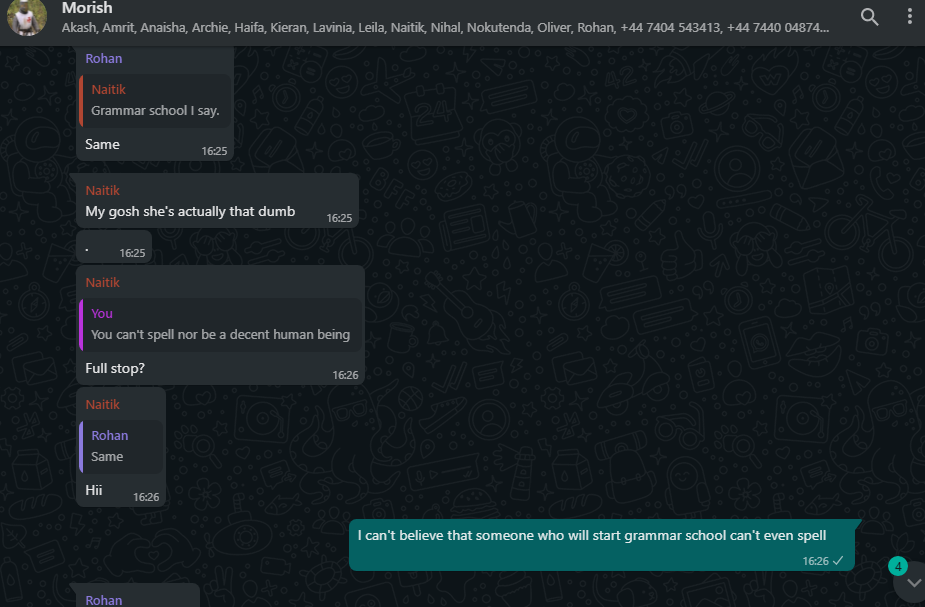 Morish
Akash, Amrit, Anaisha, Archie, Haifa, Kieran, Lavinia, Leila, Naitik, Nihal, Nokutenda, Oliver, Rohan, +44 7404 543413, +44 7440 04874...
Rohan
Naitik
Grammar school I say.
Same
16:25
Naitik
My gosh she's actually that dumb
16:25
.
16:25
Naitik
You
You can't spell nor be a decent human being
Full stop?
16:26
Naitik
Rohan
Same
Hii
16:26
I can't believe that someone who will start grammar school can't even spell
16:26
4
Rohan